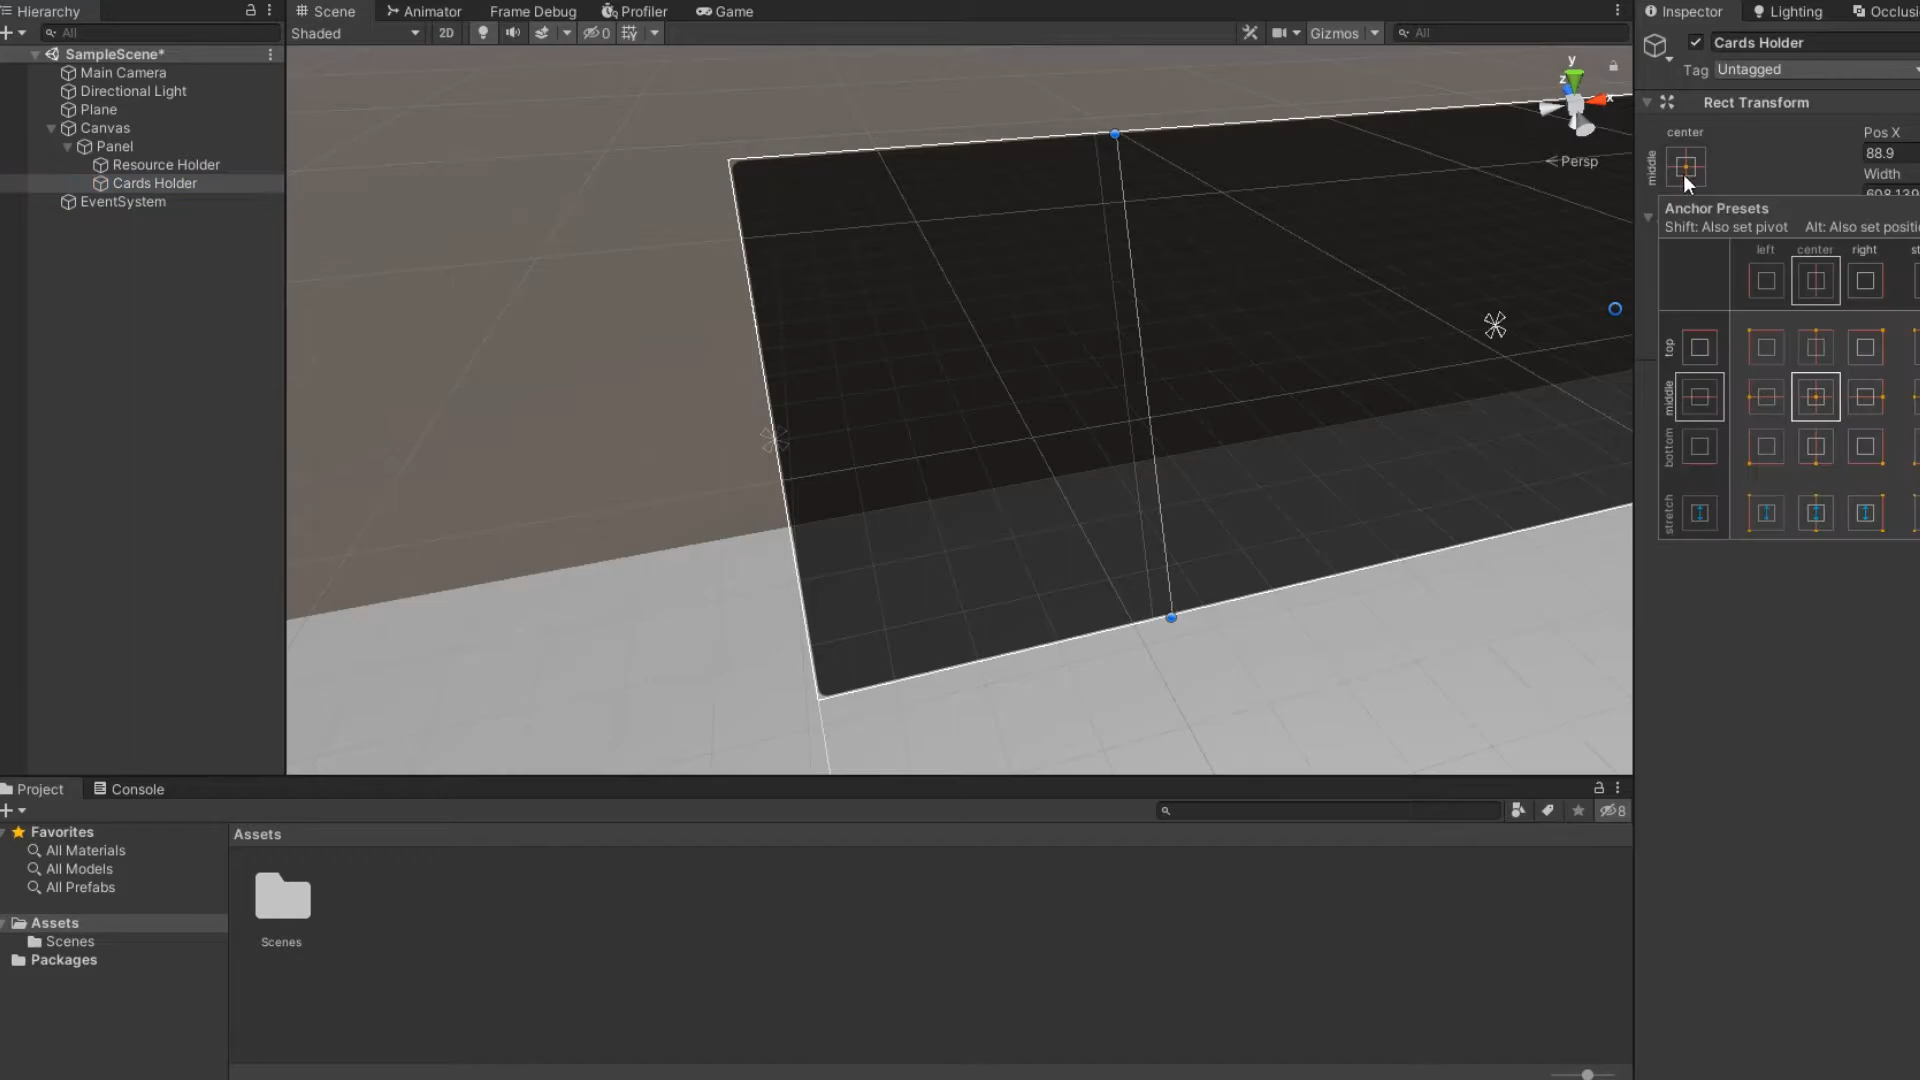 Hierarchy
Scene
Animator
Frame Debug
Profiler
Game
Inspector
Lighting
Occlusi
All
Shaded
2D
0
Gizmos
All
Cards Holder
Tag Untagged
SampleScene*
Main Camera
Directional Light
Plane
Canvas
Panel
Resource Holder
Cards Holder
EventSystem
y
z
x
Persp
Rect Transform
center
middle
Pos X
88.9
Width
608.139
Anchor Presets
Shift: Also set pivot Alt: Also set positi
left center right st
top
middle
bottom
stretch
Project
Console
8
Favorites
All Materials
All Models
All Prefabs
Assets
Scenes
Packages
Assets
Scenes